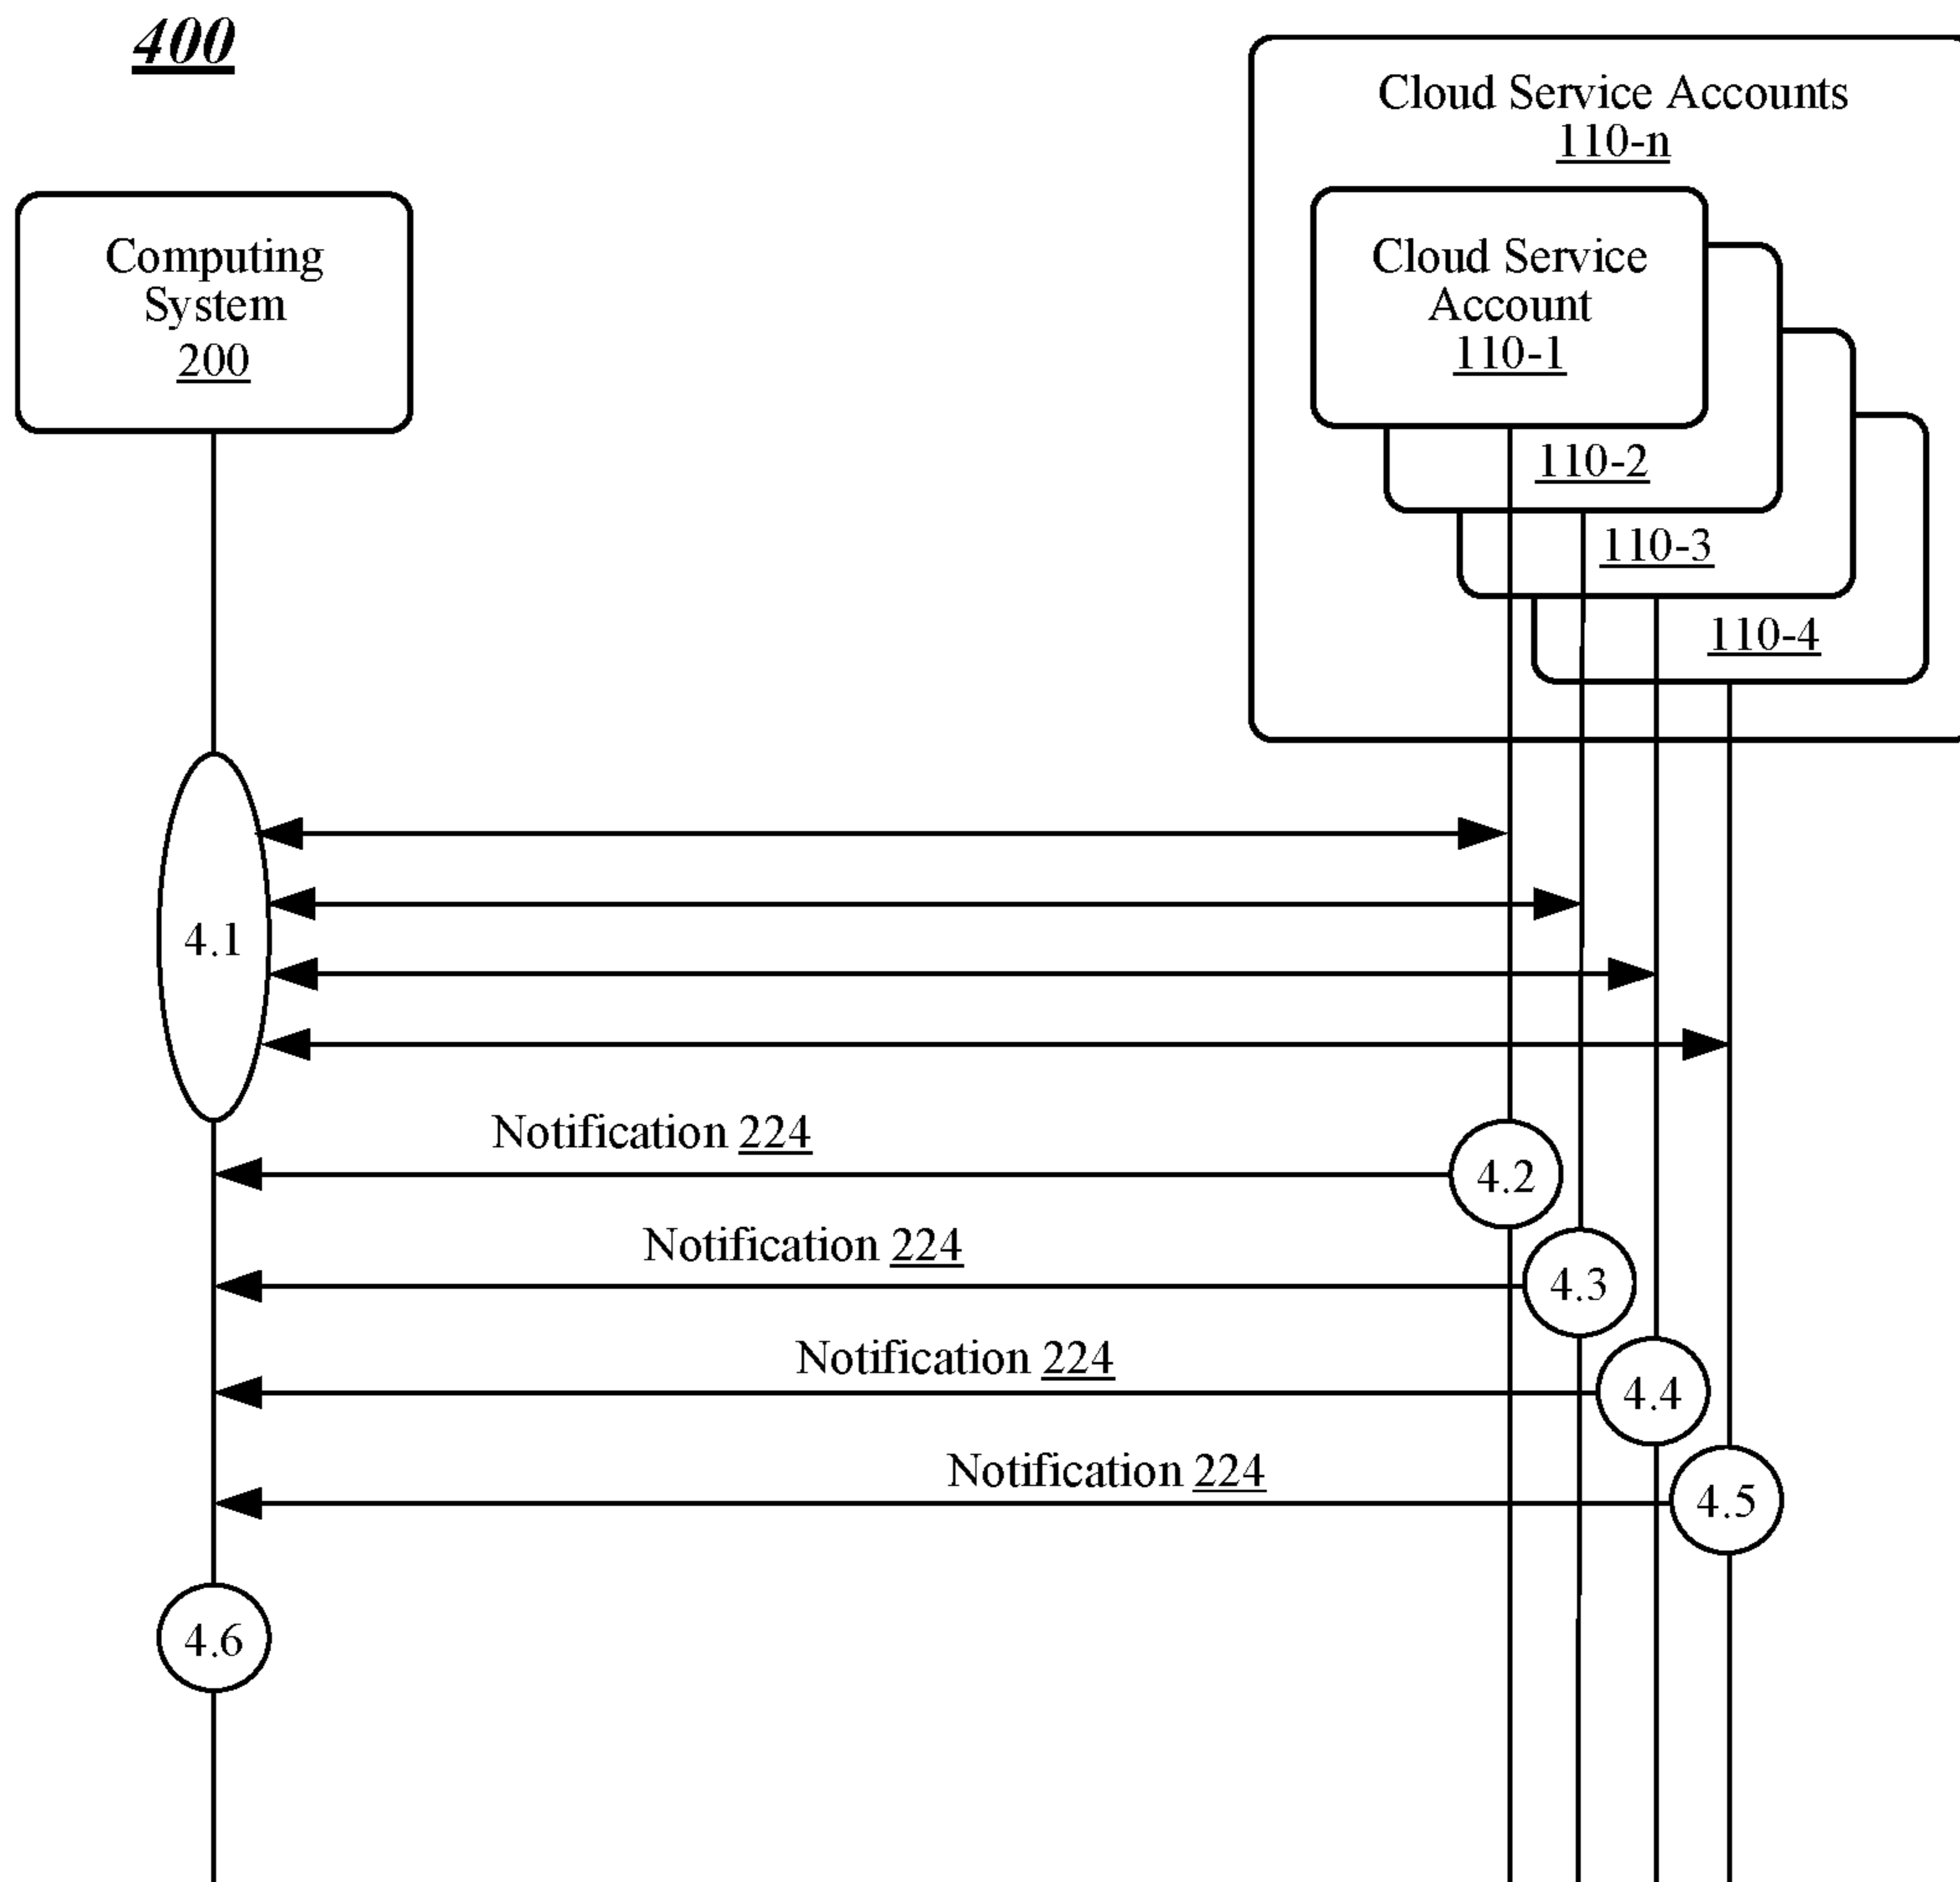 400
Cloud Service Accounts
110-n
Computing
System
200
Cloud Service
Account
110-1
110-2
110-3
110-4
4.1
Notification 224
4.2
Notification 224
4.3
Notification 224
4.4
Notification 224
4.5
4.6